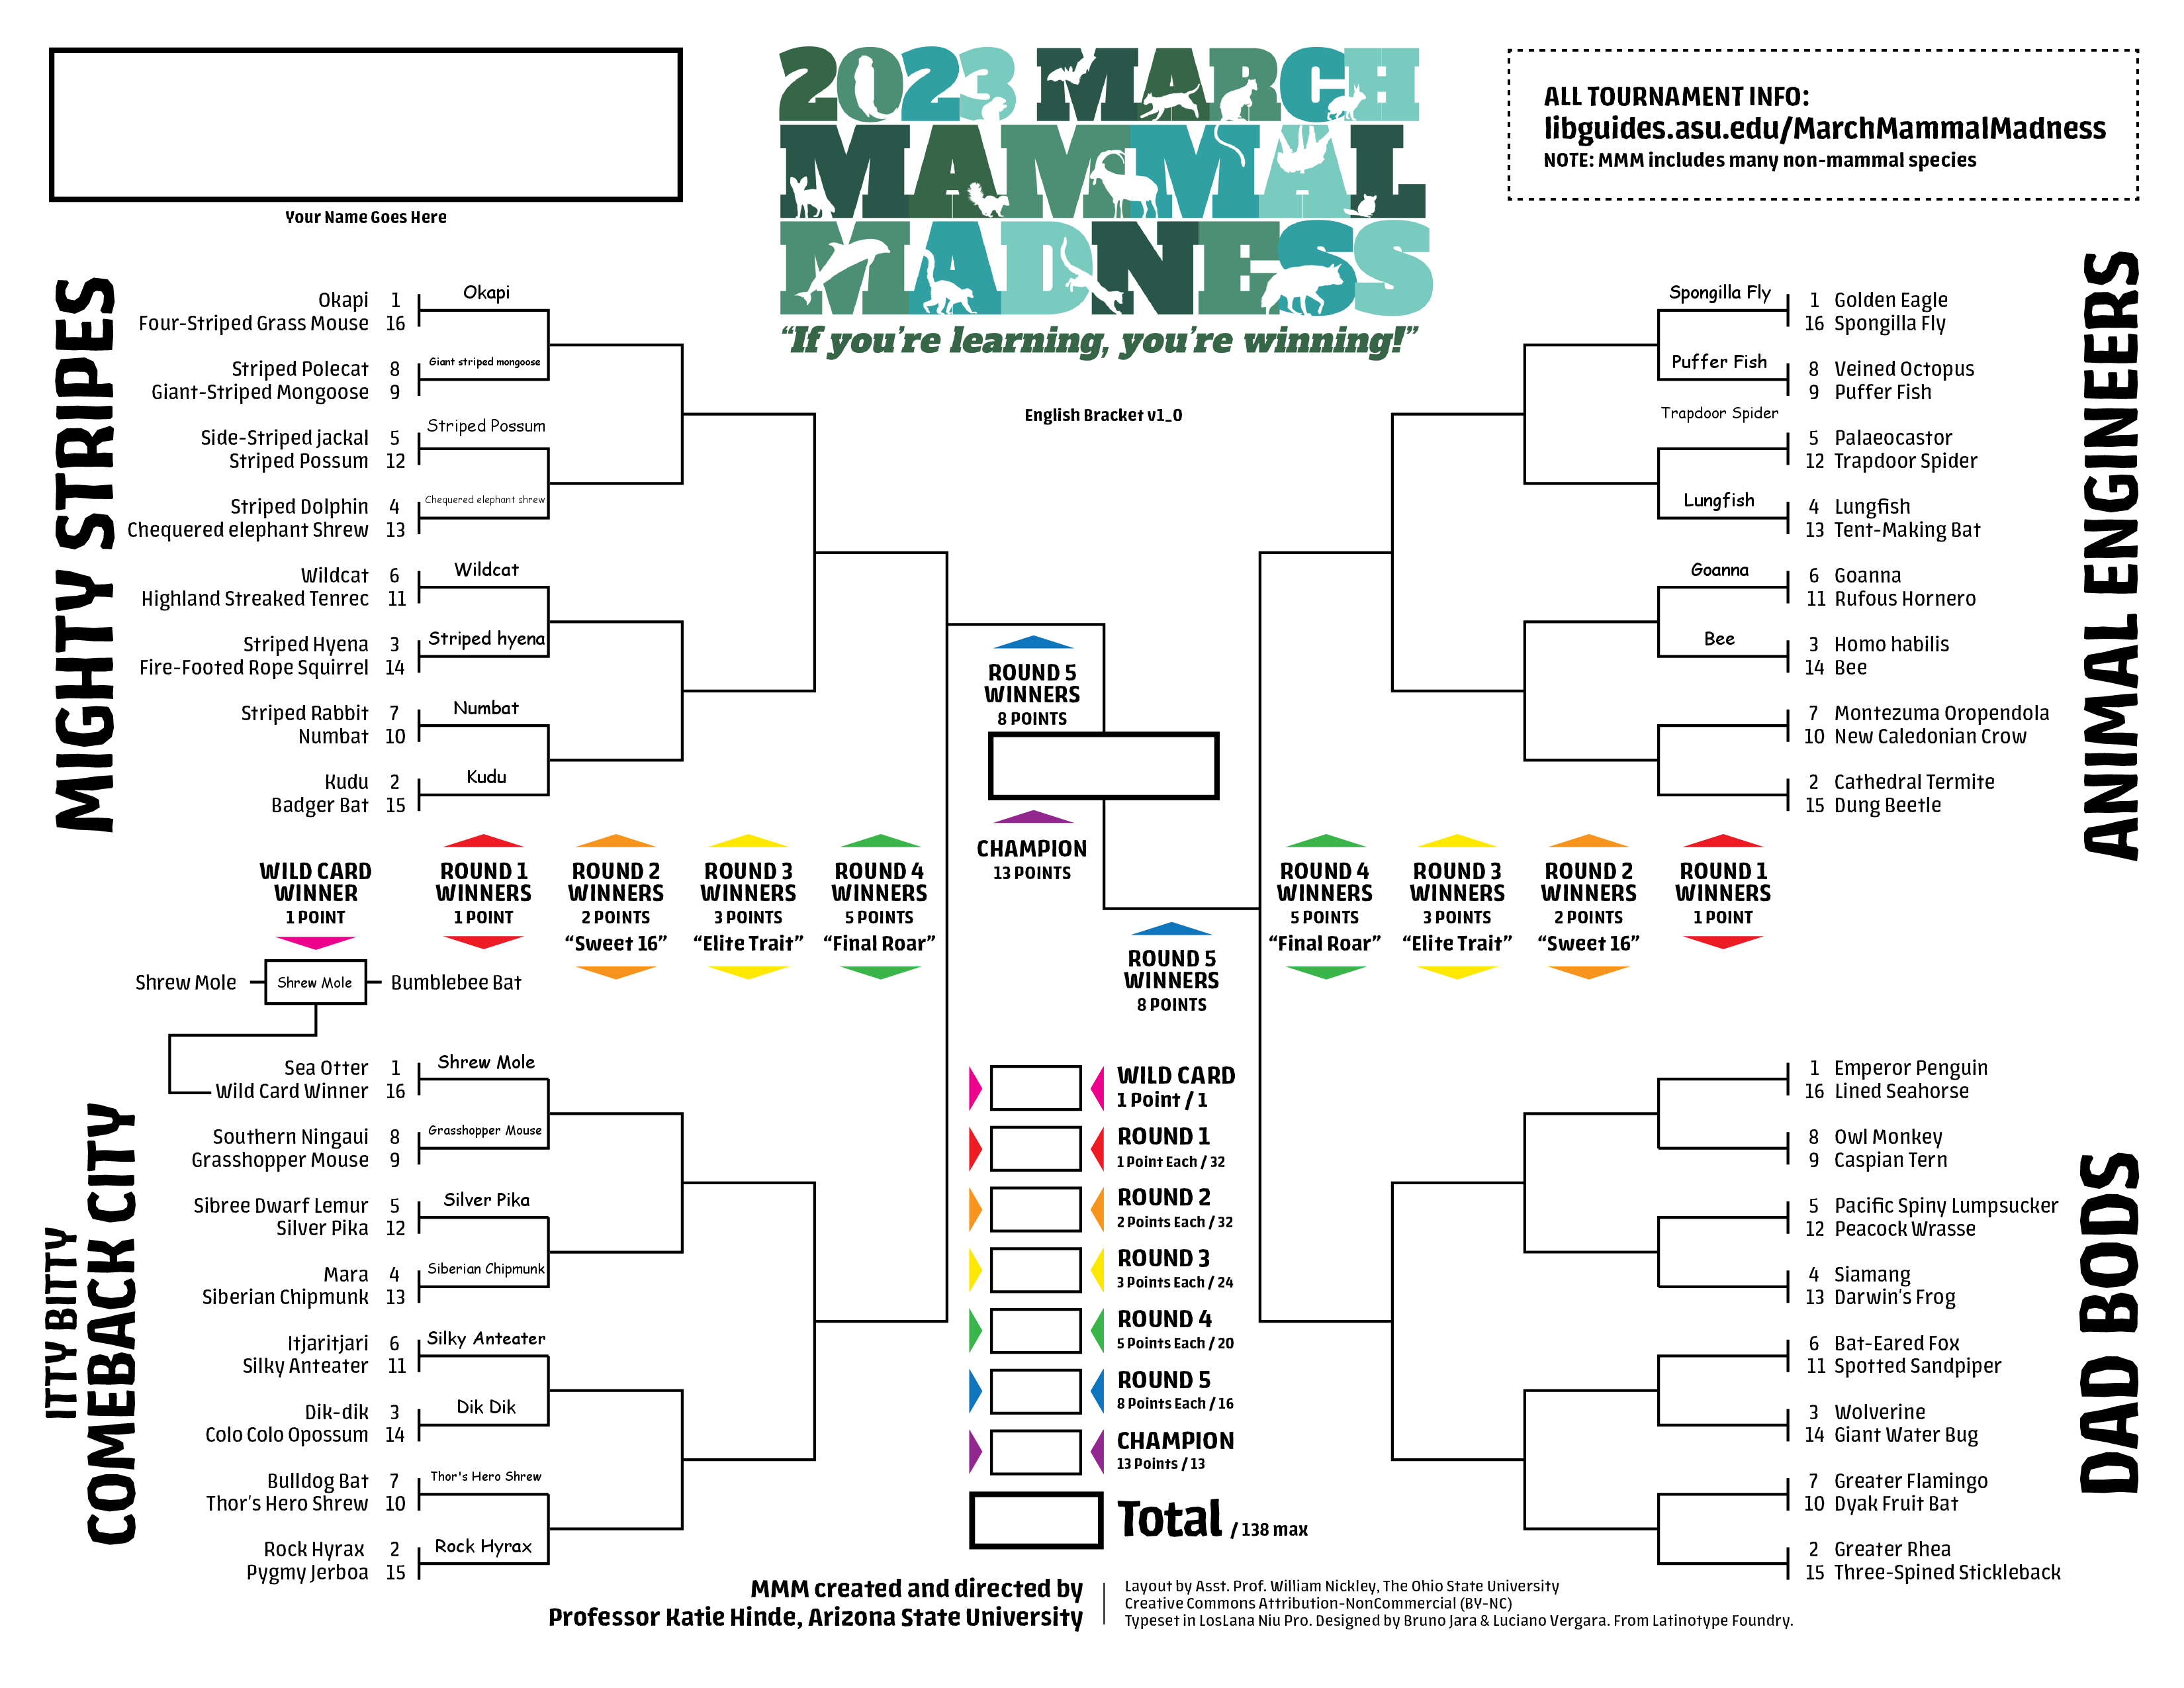 2023 MARCH
MAMMAL
MADNESS
“If you’re learning, you’re winning!”
English Bracket v1_0
Your Name Goes Here
ALL TOURNAMENT INFO:
libguides.asu.edu/MarchMammalMadness
NOTE: MMM includes many non-mammal species
MIGHTY STRIPES
Okapi 1
Four-Striped Grass Mouse 16
Okapi
Striped Polecat 8
Giant-Striped Mongoose 9
Giant striped mongoose
Side-Striped jackal 5
Striped Possum 12
Striped Possum
Striped Dolphin 4
Chequered elephant Shrew 13
Chequered elephant shrew
Wildcat 6
Highland Streaked Tenrec 11
Wildcat
Striped Hyena 3
Fire-Footed Rope Squirrel 14
Striped hyena
Striped Rabbit 7
Numbat 10
Numbat
Kudu 2
Badger Bat 15
Kudu
ANIMAL ENGINEERS
Spongilla Fly
1 Golden Eagle
16 Spongilla Fly
Puffer Fish
8 Veined Octopus
9 Puffer Fish
Trapdoor Spider
5 Palaeocastor
12 Trapdoor Spider
Lungfish
4 Lungfish
13 Tent-Making Bat
Goanna
6 Goanna
11 Rufous Hornero
Bee
3 Homo habilis
14 Bee
7 Montezuma Oropendola
10 New Caledonian Crow
2 Cathedral Termite
15 Dung Beetle
ROUND 5
WINNERS
8 POINTS
CHAMPION
13 POINTS
WILD CARD
WINNER
1 POINT
ROUND 1
WINNERS
1 POINT
ROUND 2
WINNERS
2 POINTS
“Sweet 16”
ROUND 3
WINNERS
3 POINTS
“Elite Trait”
ROUND 4
WINNERS
5 POINTS
“Final Roar”
ROUND 5
WINNERS
8 POINTS
ROUND 4
WINNERS
5 POINTS
“Final Roar”
ROUND 3
WINNERS
3 POINTS
“Elite Trait”
ROUND 2
WINNERS
2 POINTS
“Sweet 16”
ROUND 1
WINNERS
1 POINT
Shrew Mole
Shrew Mole
Bumblebee Bat
ITTY BITTY
COMEBACK CITY
Sea Otter 1
Wild Card Winner 16
Shrew Mole
Southern Ningaui 8
Grasshopper Mouse 9
Grasshopper Mouse
Sibree Dwarf Lemur 5
Silver Pika 12
Silver Pika
Mara 4
Siberian Chipmunk 13
Siberian Chipmunk
Itjaritjari 6
Silky Anteater 11
Silky Anteater
Dik-dik 3
Colo Colo Opossum 14
Dik Dik
Bulldog Bat 7
Thor’s Hero Shrew 10
Thor's Hero Shrew
Rock Hyrax 2
Pygmy Jerboa 15
Rock Hyrax
WILD CARD
1 Point / 1
ROUND 1
1 Point Each / 32
ROUND 2
2 Points Each / 32
ROUND 3
3 Points Each / 24
ROUND 4
5 Points Each / 20
ROUND 5
8 Points Each / 16
CHAMPION
13 Points / 13
Total / 138 max
DAD BODS
1 Emperor Penguin
16 Lined Seahorse
8 Owl Monkey
9 Caspian Tern
5 Pacific Spiny Lumpsucker
12 Peacock Wrasse
4 Siamang
13 Darwin’s Frog
6 Bat-Eared Fox
11 Spotted Sandpiper
3 Wolverine
14 Giant Water Bug
7 Greater Flamingo
10 Dyak Fruit Bat
2 Greater Rhea
15 Three-Spined Stickleback
MMM created and directed by
Professor Katie Hinde, Arizona State University
Layout by Asst. Prof. William Nickley, The Ohio State University
Creative Commons Attribution-NonCommercial (BY-NC)
Typeset in LosLana Niu Pro. Designed by Bruno Jara & Luciano Vergara. From Latinotype Foundry.